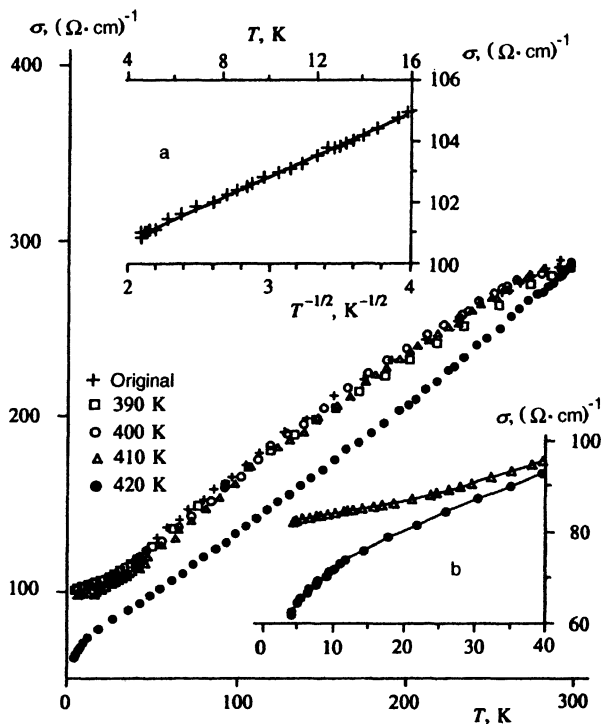 σ, (Ω·cm)⁻¹
T, K
σ, (Ω·cm)⁻¹
400
4 8 11 13 16
106
a
104
102
300
100
2 3 4
T⁻¹/², K⁻¹/²
+ Original
□ 390 K
○ 400 K
△ 410 K
● 420 K
200
σ, (Ω·cm)⁻¹
100
80
b
100
60
0 10 20 30 40
0 100 200 300
T, K